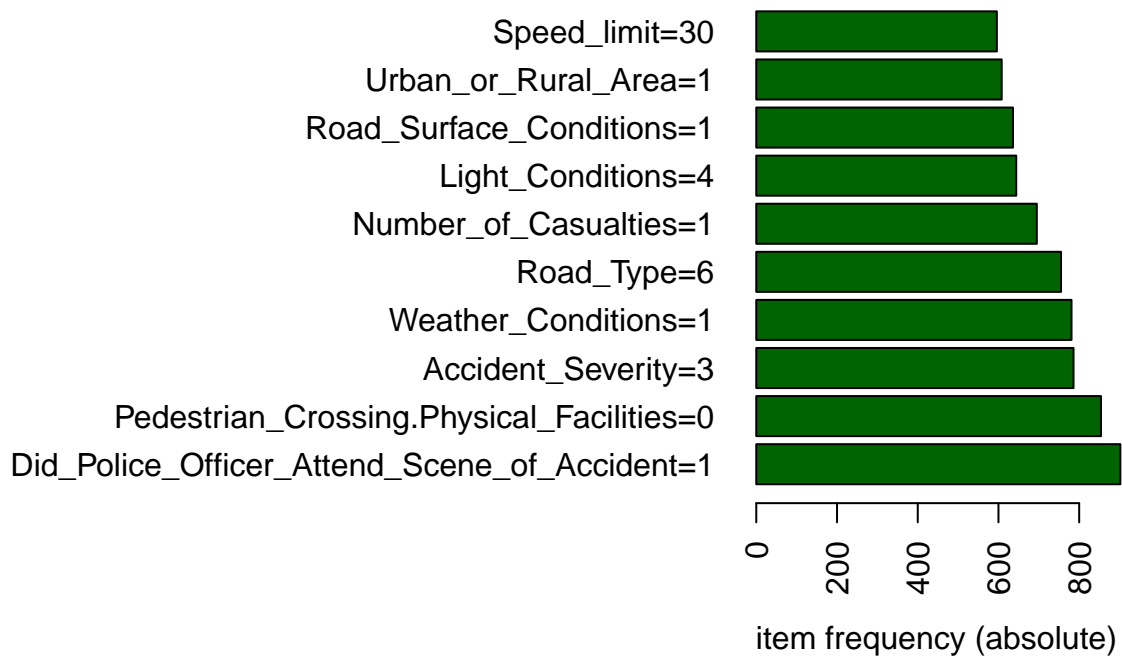 Speed_limit=30
Urban_or_Rural_Area=1
Road_Surface_Conditions=1
Light_Conditions=4
Number_of_Casualties=1
Road_Type=6
Weather_Conditions=1
Accident_Severity=3
Pedestrian_Crossing.Physical_Facilities=0
Did_Police_Officer_Attend_Scene_of_Accident=1
0 200 400 600 800
item frequency (absolute)